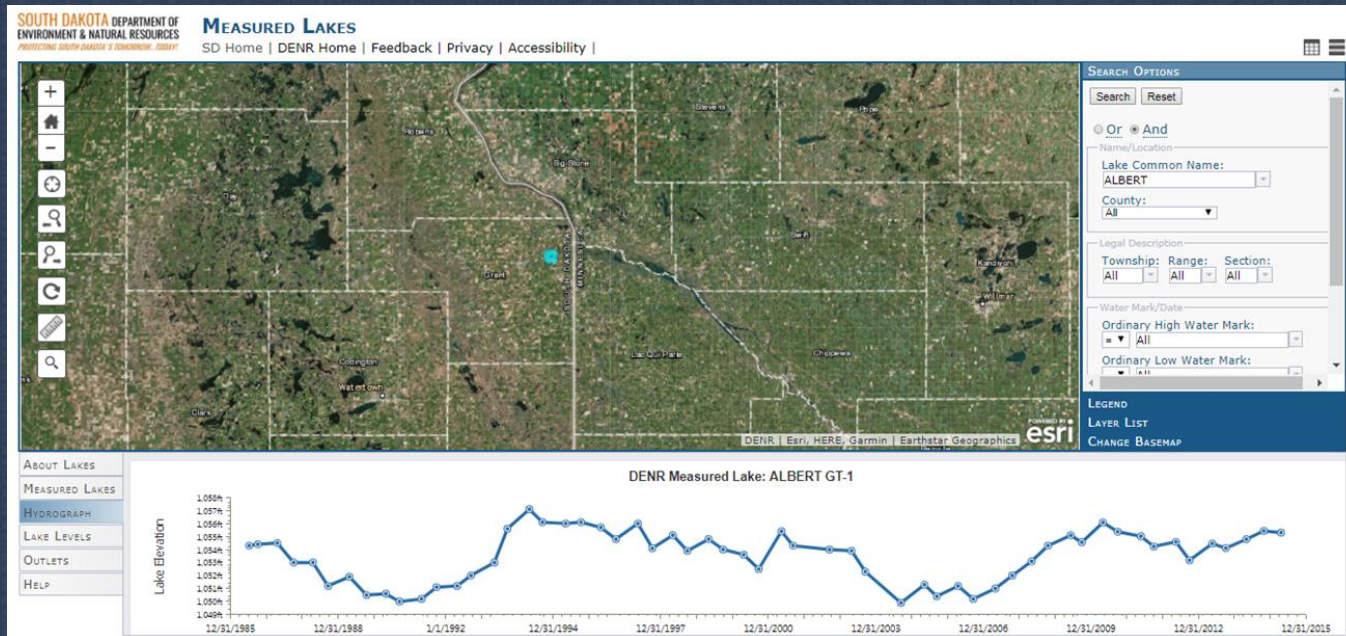 SOUTH DAKOTA DEPARTMENT OF
ENVIRONMENT & NATURAL RESOURCES
PROTECTING SOUTH DAKOTA'S TOMORROW...TODAY!
MEASURED LAKES
SD Home | DENR Home | Feedback | Privacy | Accessibility |
Stevens
Pope
Roberts
Big Stone
Day
Swift
Kandiyohi
Grant
SOUTH DAKOTA
MINNESOTA
Willmar
Lac Qui Parle
Chippewa
Codington
Watertown
Clark
DENR | Esri, HERE, Garmin | Earthstar Geographics
POWERED BY
esri
SEARCH OPTIONS
Search Reset
Or And
Name/Location
Lake Common Name:
ALBERT
County:
All
Legal Description
Township: Range: Section:
All All All
Water Mark/Date
Ordinary High Water Mark:
= All
Ordinary Low Water Mark:
All
LEGEND
LAYER LIST
CHANGE BASEMAP
ABOUT LAKES
MEASURED LAKES
HYDROGRAPH
LAKE LEVELS
OUTLETS
HELP
DENR Measured Lake: ALBERT GT-1
Lake Elevation
1,058ft
1,056ft
1,055ft
1,054ft
1,052ft
1,051ft
1,050ft
1,049ft
12/31/1985 12/31/1988 1/1/1992 12/31/1994 12/31/1997 12/31/2000 12/31/2003 12/31/2006 12/31/2009 12/31/2012 12/31/2015